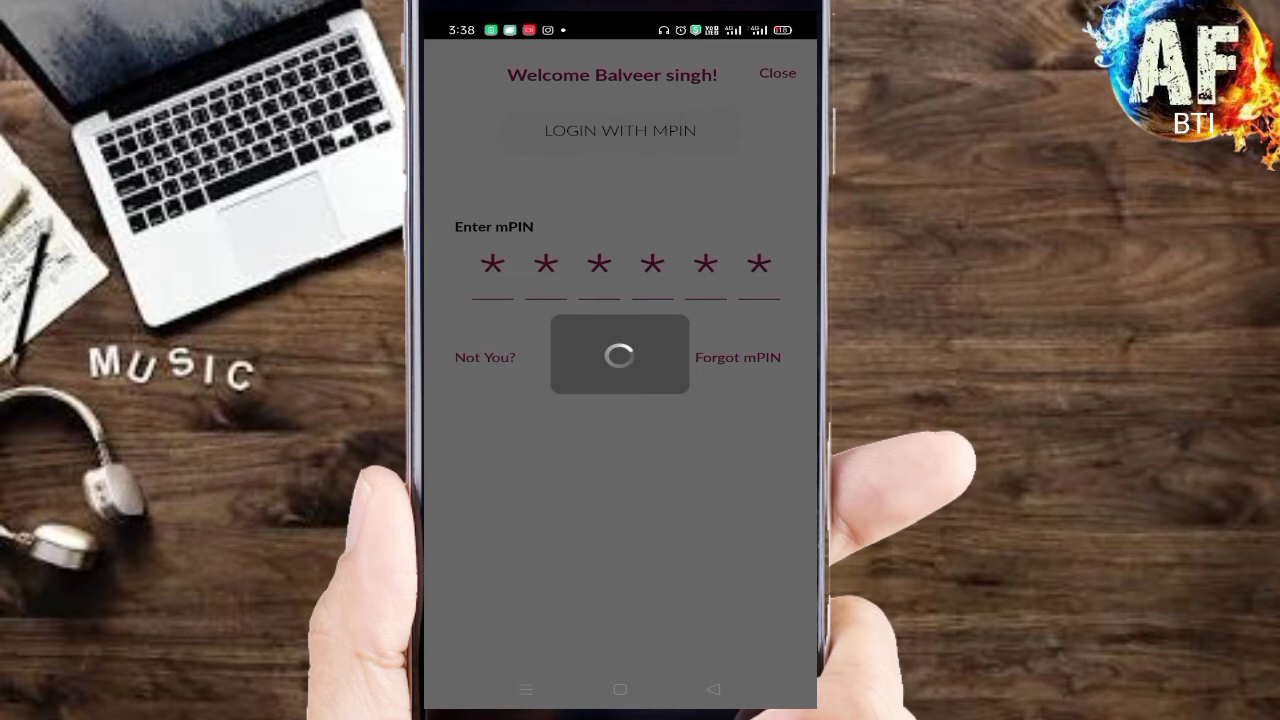 3:38
Welcome Balveer singh!
Close
LOGIN WITH MPIN
Enter mPIN
* * * * * *
Not You?
Forgot mPIN
MUSIC
AF
BTI